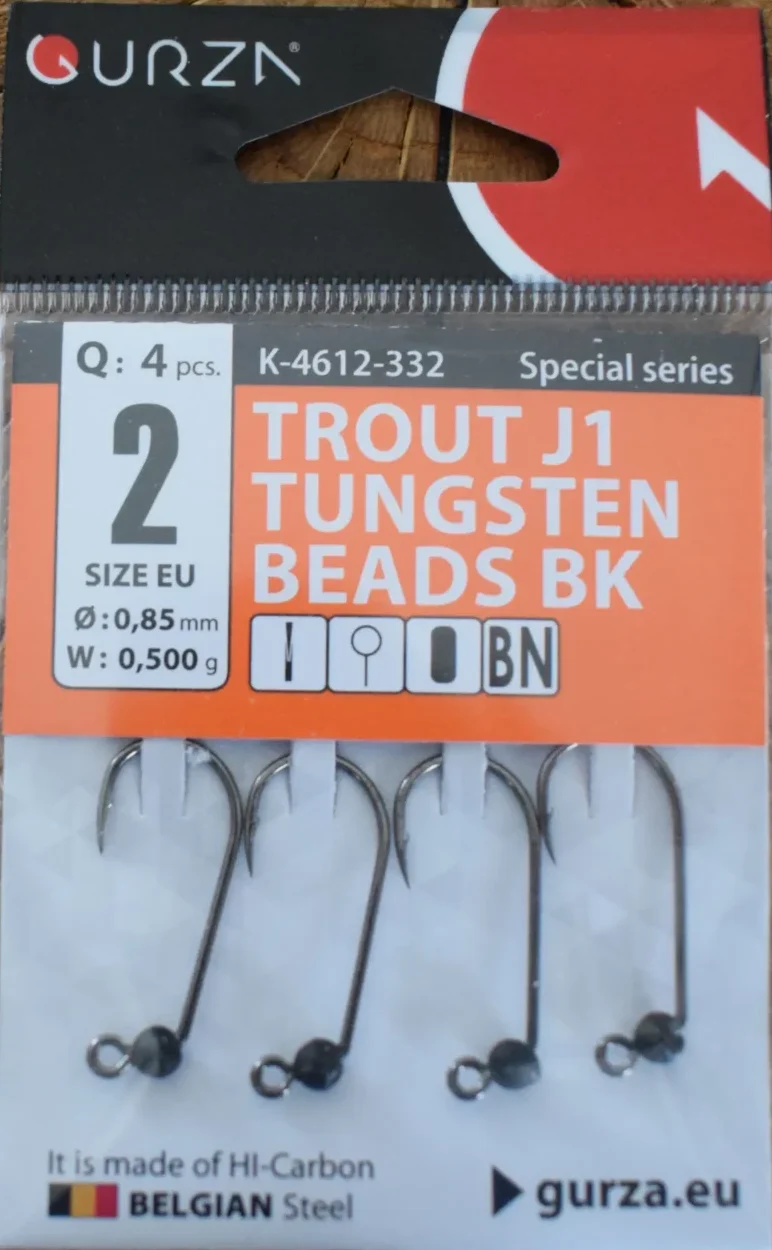 GURZA®
Q: 4 pcs.
2
SIZE EU
Ø:0,85 mm
W: 0,500 g
K-4612-332 Special series
TROUT J1
TUNGSTEN
BEADS BK
BN
It is made of HI-Carbon
BELGIAN Steel
gurza.eu